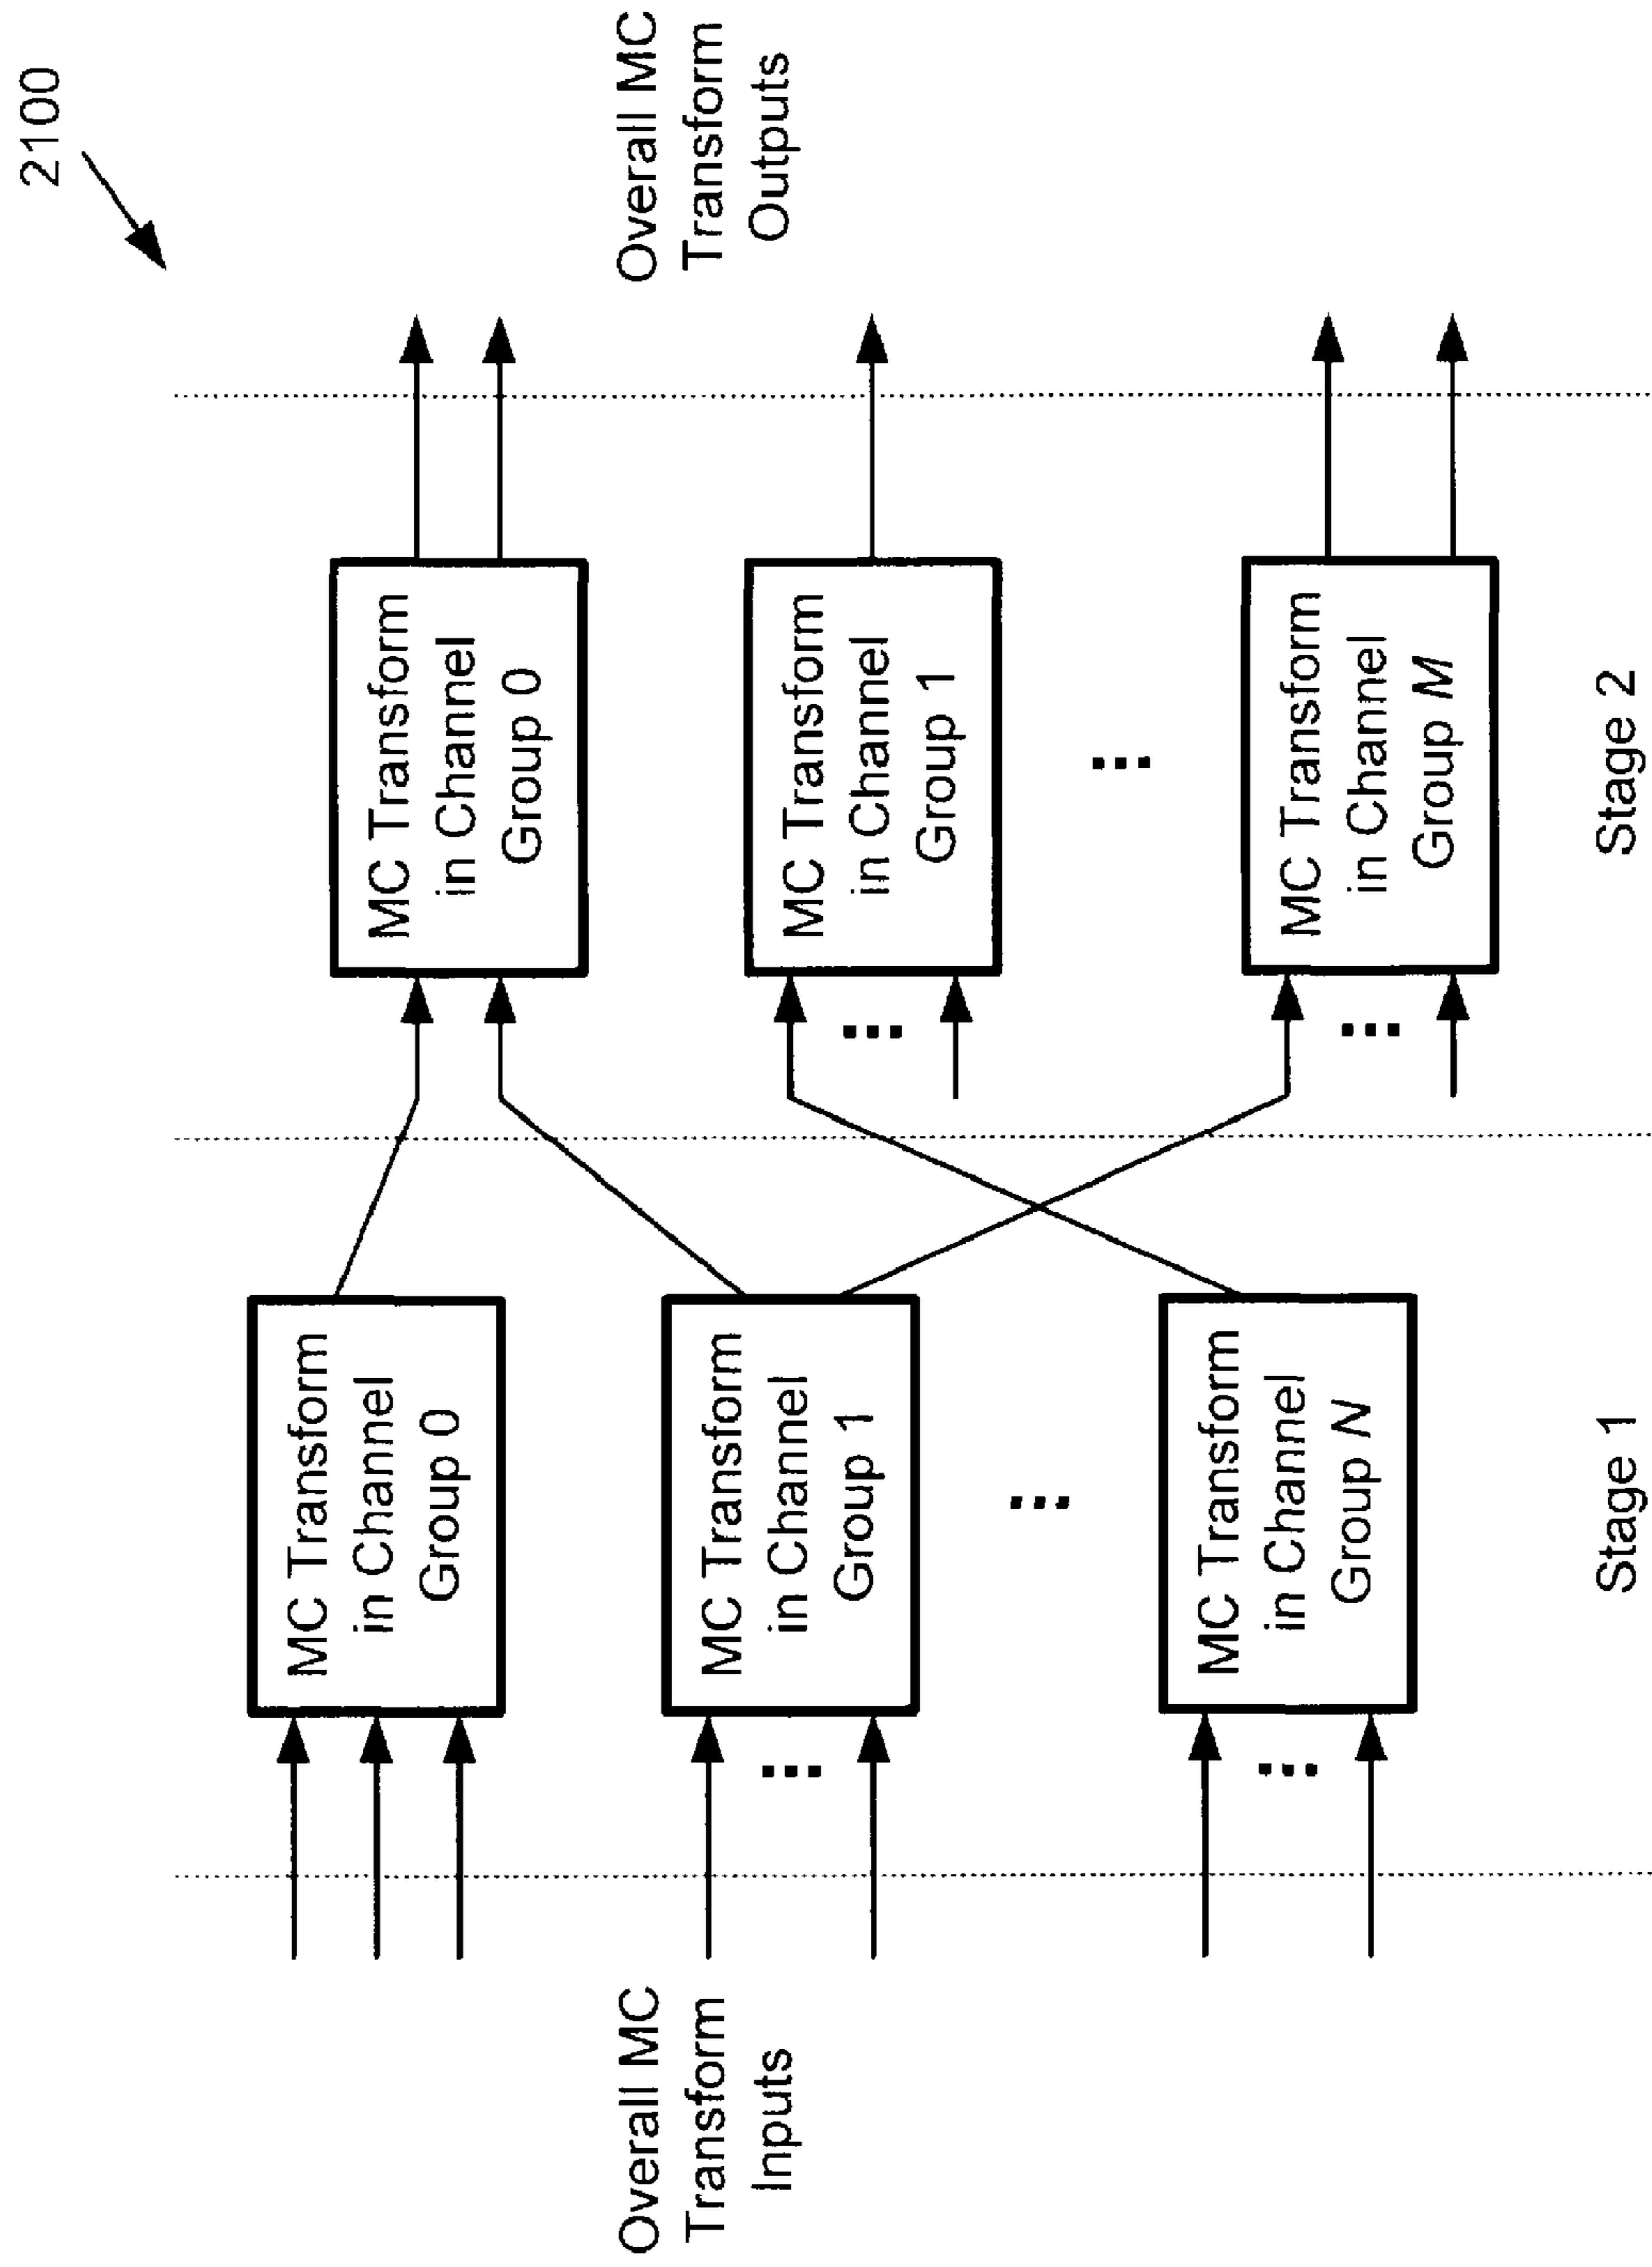 2100
Overall MC
Transform
Inputs
MC Transform
in Channel
Group 0
MC Transform
in Channel
Group 1
...
MC Transform
in Channel
Group N
Stage 1
MC Transform
in Channel
Group 0
MC Transform
in Channel
Group 1
...
MC Transform
in Channel
Group M
Stage 2
Overall MC
Transform
Outputs